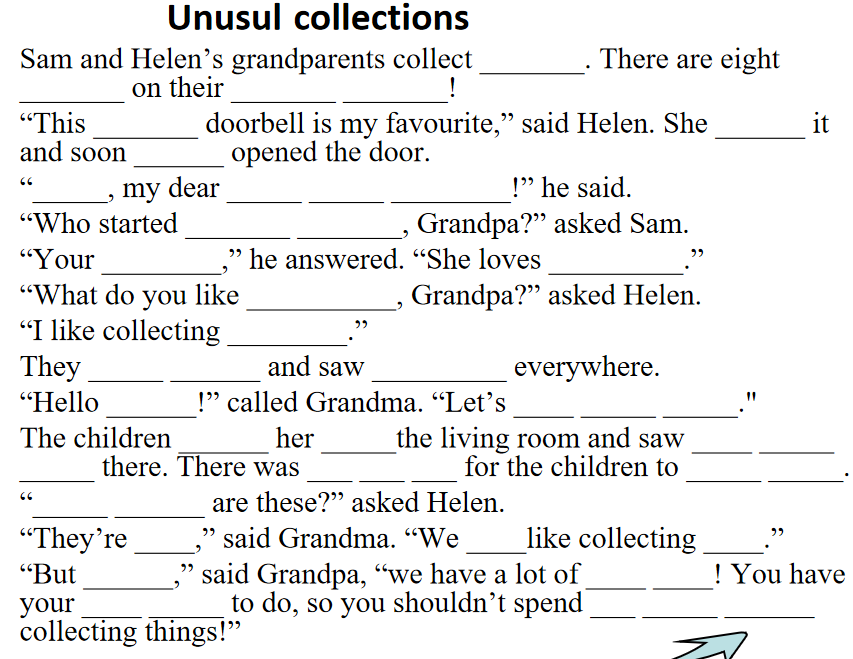 Unusul collections
Sam and Helen’s grandparents collect _______. There are eight
_______ on their _______ _______!
“This _______ doorbell is my favourite,” said Helen. She ______ it
and soon ______ opened the door.
“_____, my dear _____ _____ ________!” he said.
“Who started _______ _______, Grandpa?” asked Sam.
“Your ________,” he answered. “She loves _________.”
“What do you like __________, Grandpa?” asked Helen.
“I like collecting ________.”
They _____ ______ and saw _________ everywhere.
“Hello ______!” called Grandma. “Let’s ____ _____ _____."
The children ______ her _____the living room and saw ____ _____
_____ there. There was ____ ___ ___ for the children to _____ _____.
“_____ ______ are these?” asked Helen.
“They’re ____,” said Grandma. “We ____like collecting ____.”
“But ______,” said Grandpa, “we have a lot of ____ ____! You have
your ____ _____ to do, so you shouldn’t spend ___ _____ ______
collecting things!”